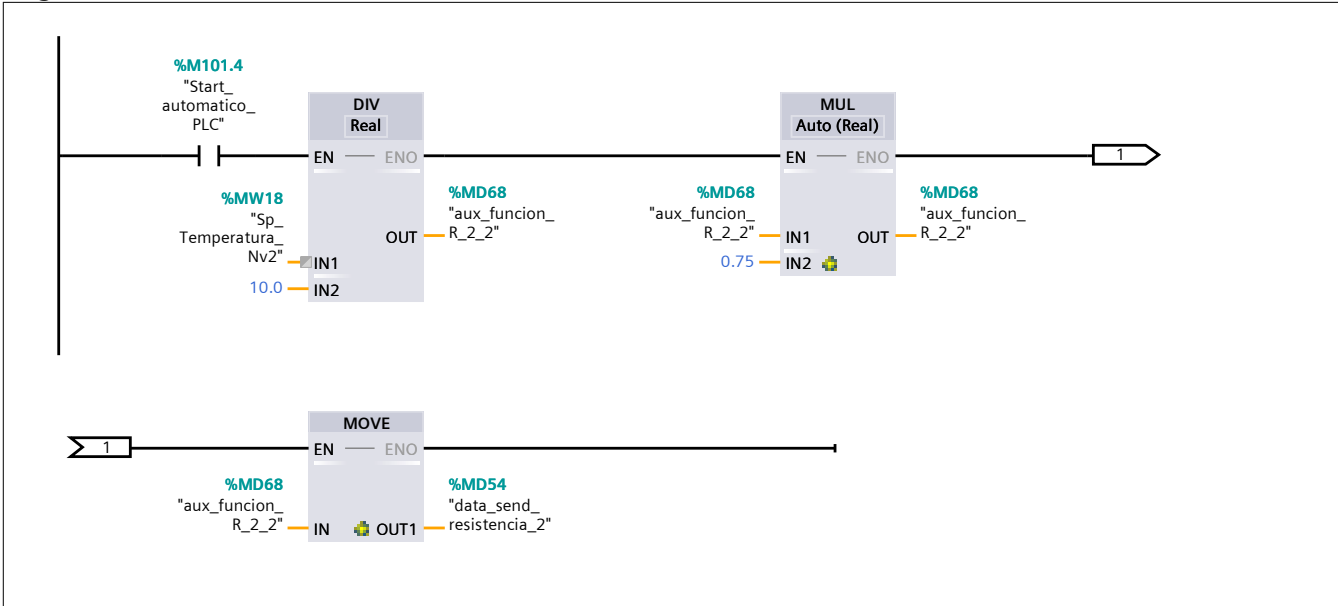 %M101.4
"Start_
automatico_
PLC"
DIV
Real
EN
ENO
%MW18
"Sp_
Temperatura_
Nv2"
IN1
10.0
IN2
OUT
%MD68
"aux_funcion_
R_2_2"
MUL
Auto (Real)
EN
ENO
%MD68
"aux_funcion_
R_2_2"
IN1
0.75
IN2
OUT
%MD68
"aux_funcion_
R_2_2"
1
1
MOVE
EN
ENO
%MD68
"aux_funcion_
R_2_2"
IN
OUT1
%MD54
"data_send_
resistencia_2"